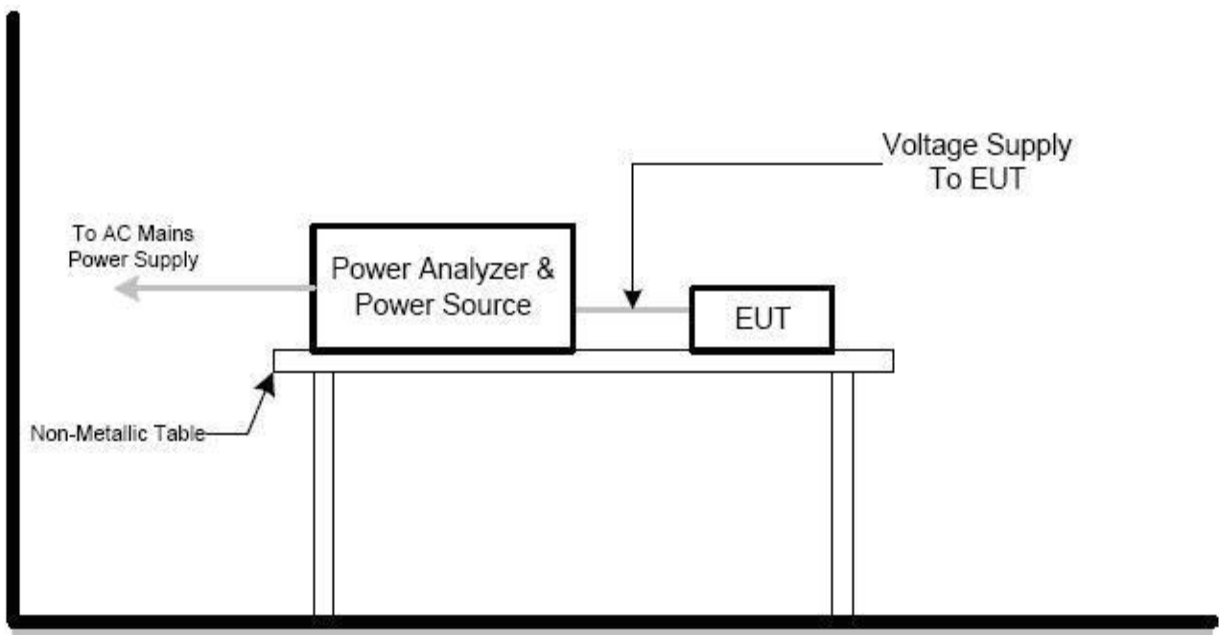 Voltage Supply
To EUT
To AC Mains
Power Supply
Power Analyzer &
Power Source
EUT
Non-Metallic Table